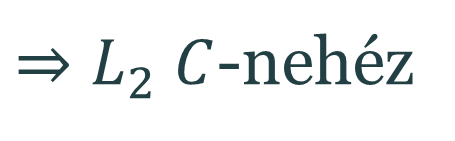 ⇒ L₂ C-nehéz